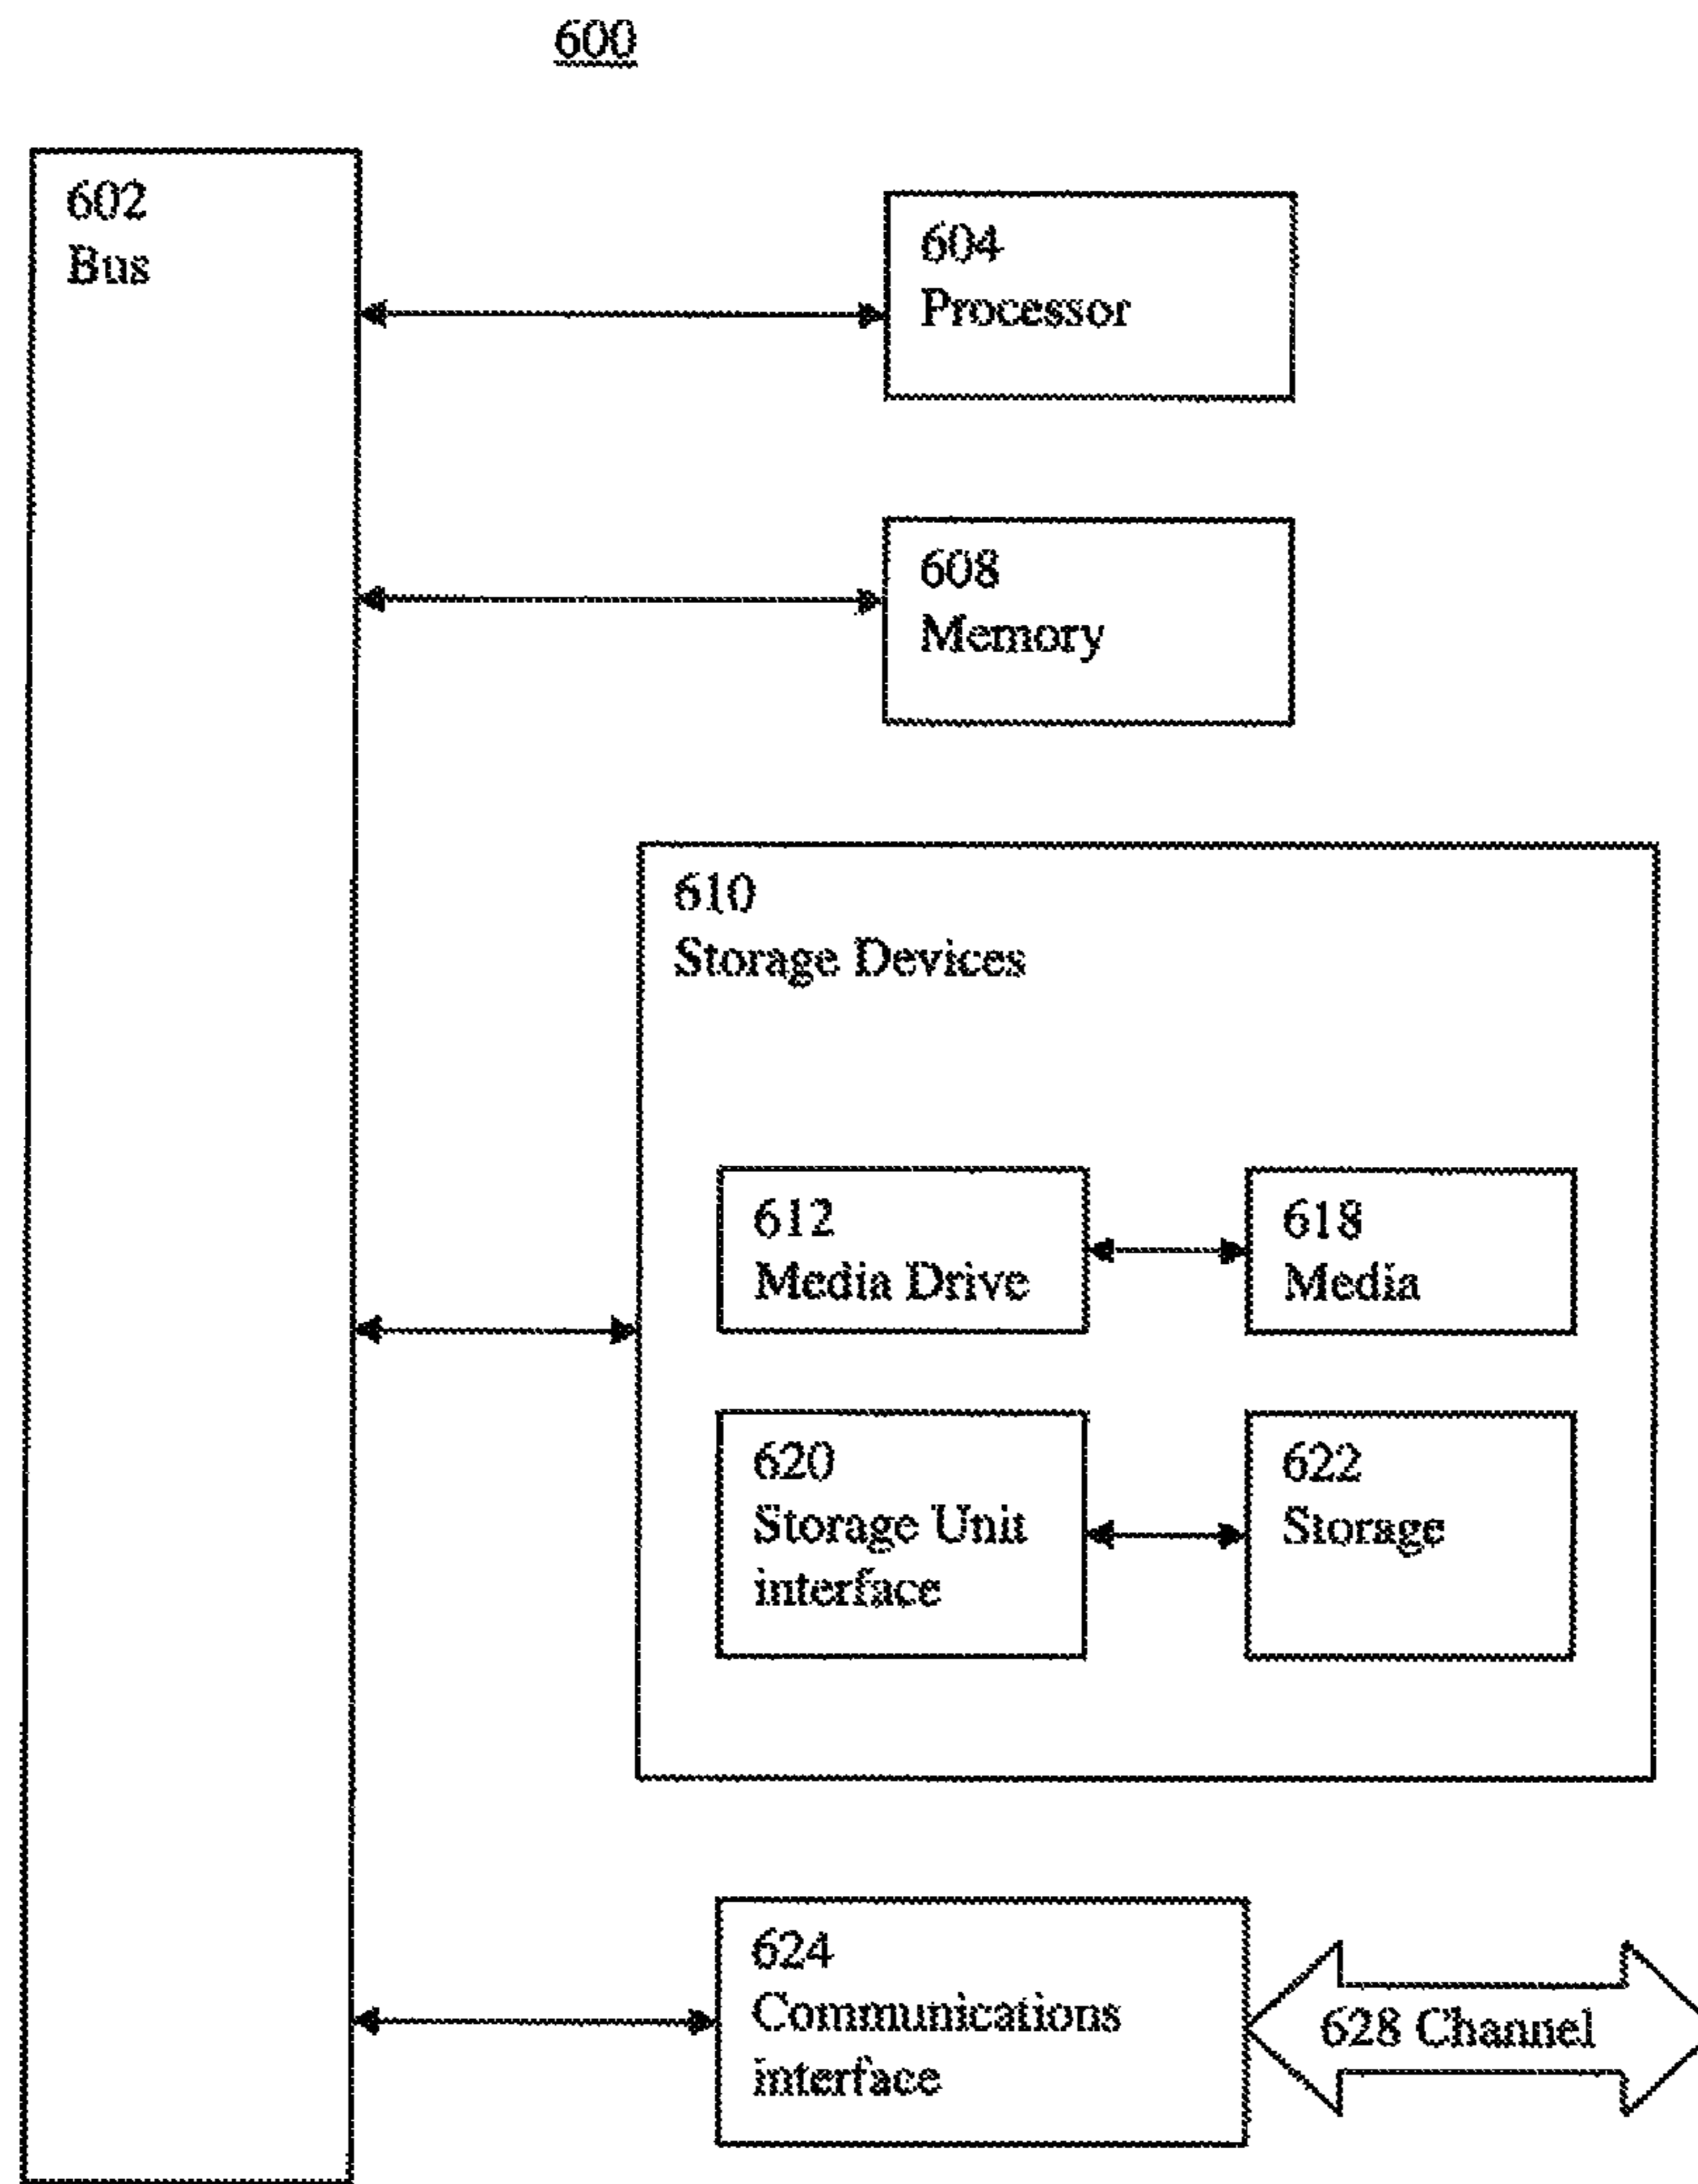 600
602
Bus
604
Processor
608
Memory
610
Storage Devices
612
Media Drive
618
Media
620
Storage Unit
interface
622
Storage
624
Communications
interface
628 Channel